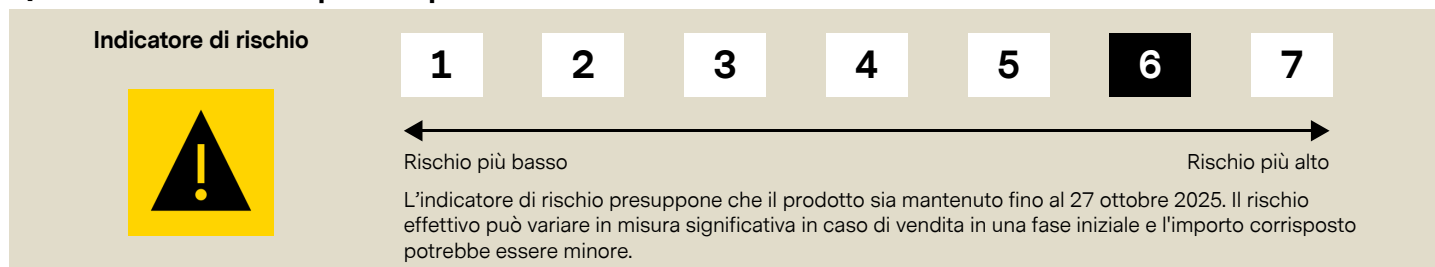 Indicatore di rischio
1 2 3 4 5 6 7
Rischio più basso Rischio più alto
L'indicatore di rischio presuppone che il prodotto sia mantenuto fino al 27 ottobre 2025. Il rischio
effettivo può variare in misura significativa in caso di vendita in una fase iniziale e l'importo corrisposto
potrebbe essere minore.